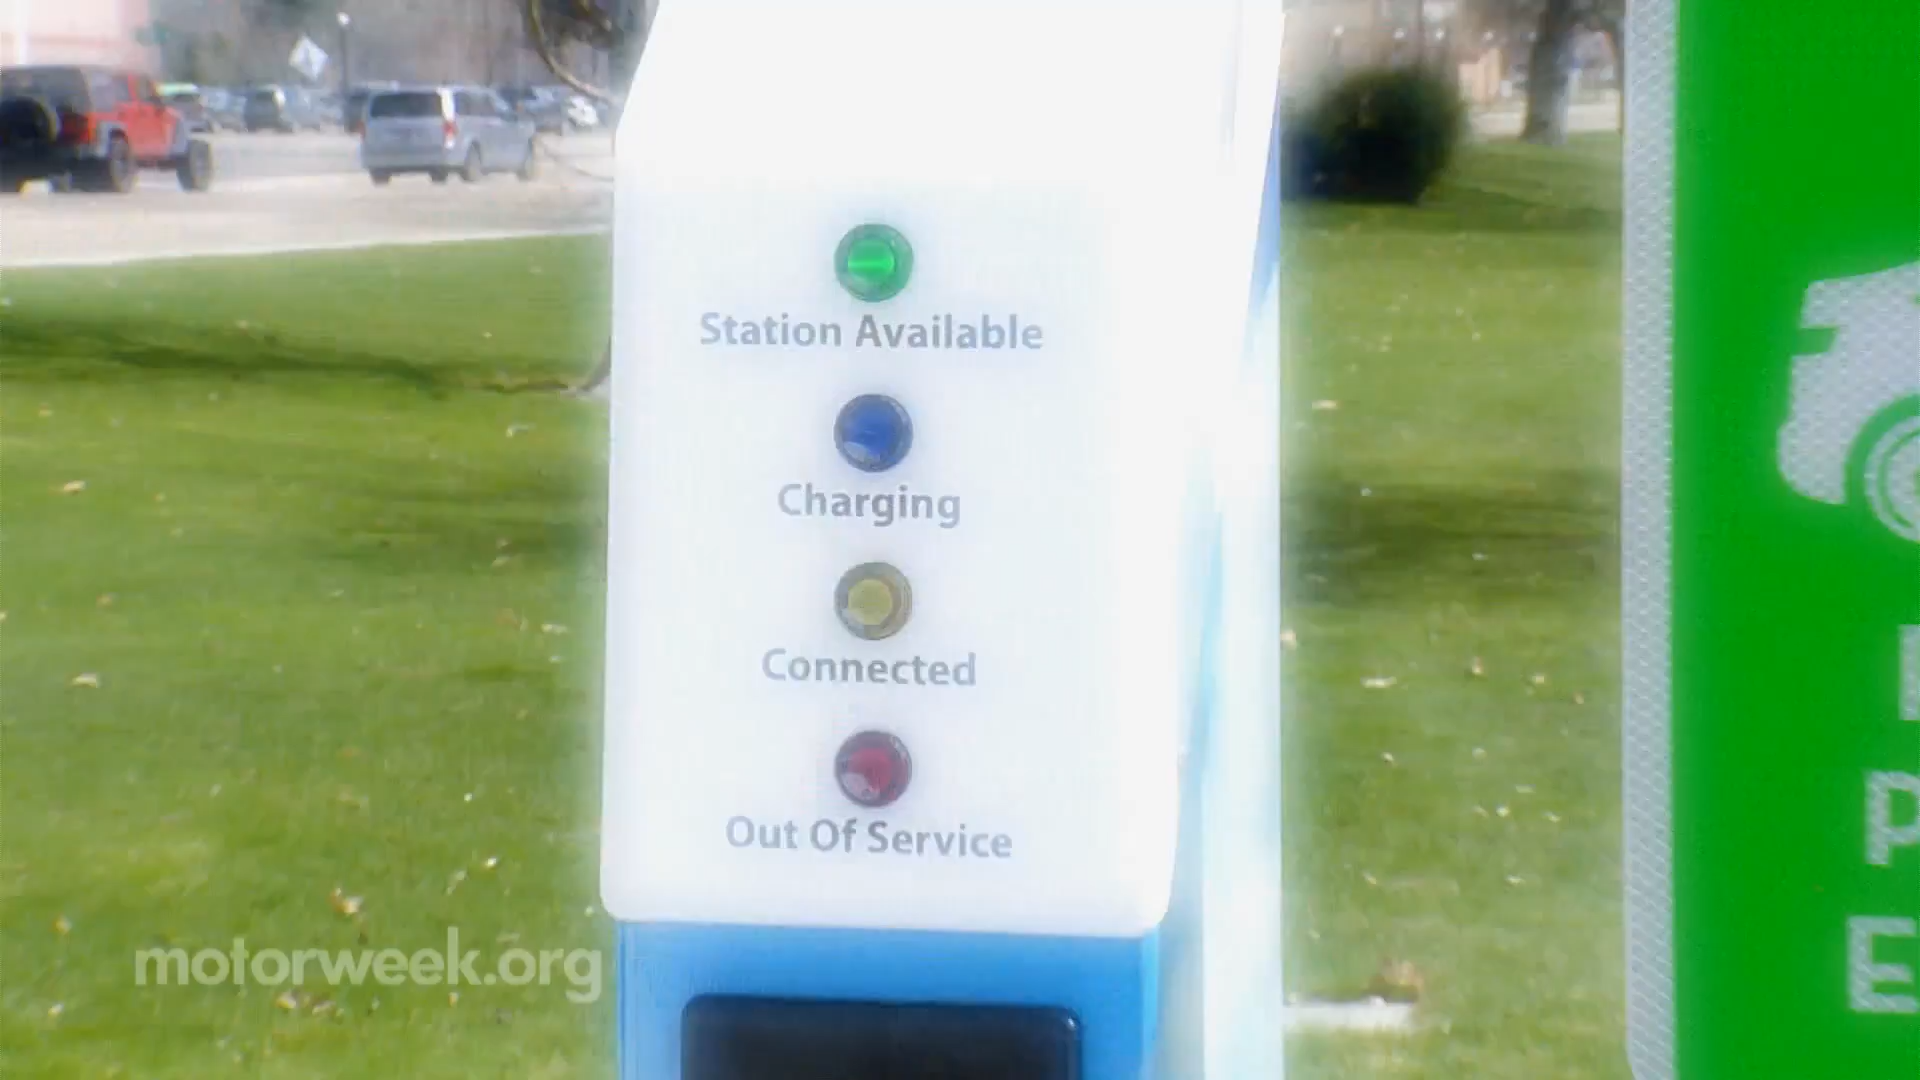 Station Available
Charging
Connected
Out Of Service
motorweek.org
P
E